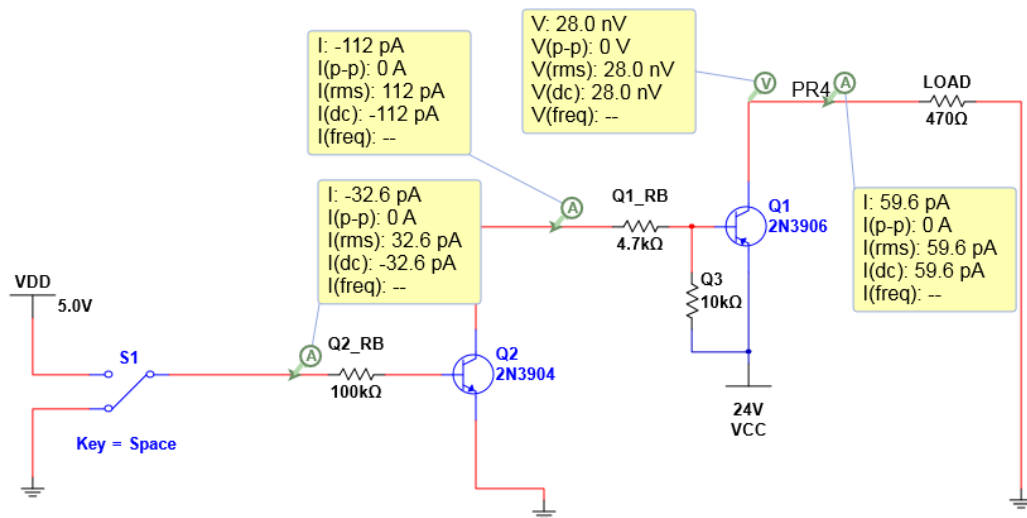 I: -112 pA
I(p-p): 0 A
I(rms): 112 pA
I(dc): -112 pA
I(freq): --
V: 28.0 nV
V(p-p): 0 V
V(rms): 28.0 nV
V(dc): 28.0 nV
V(freq): --
V
PR4
A
LOAD
470Ω
I: -32.6 pA
I(p-p): 0 A
I(rms): 32.6 pA
I(dc): -32.6 pA
I(freq): --
A
Q1_RB
4.7kΩ
Q1
2N3906
I: 59.6 pA
I(p-p): 0 A
I(rms): 59.6 pA
I(dc): 59.6 pA
I(freq): --
Q3
10kΩ
VDD
5.0V
S1
A
Q2_RB
100kΩ
Q2
2N3904
24V
VCC
Key = Space